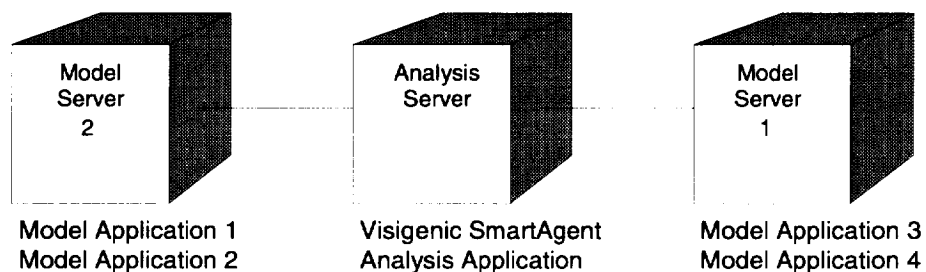 Model
Server
2
Analysis
Server
Model
Server
1
Model Application 1
Model Application 2
Visigenic SmartAgent
Analysis Application
Model Application 3
Model Application 4